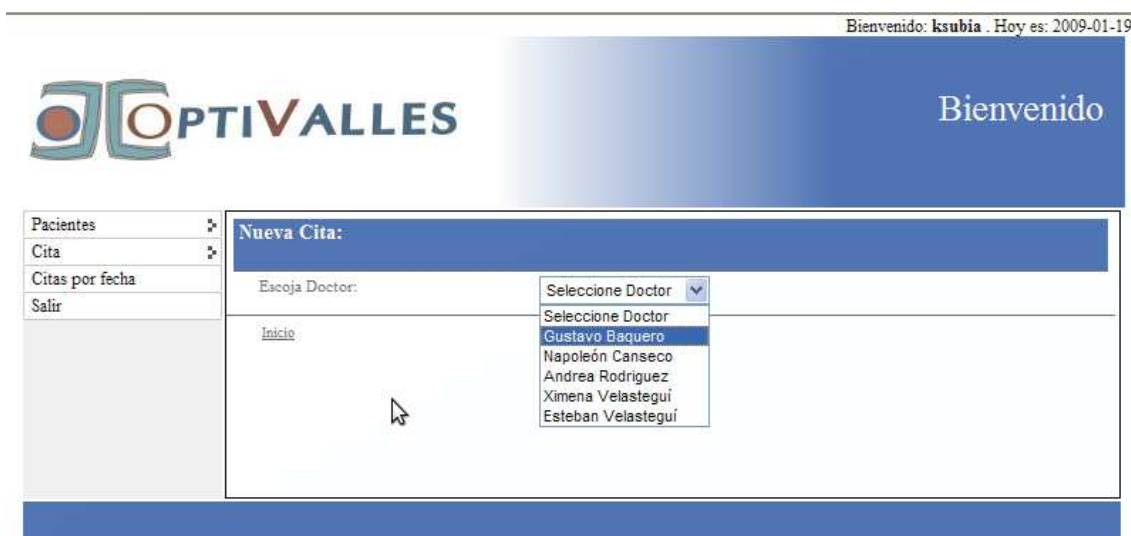 Bienvenido: ksubia . Hoy es: 2009-01-19
OPTIVALLES
Bienvenido
Pacientes
Cita
Citas por fecha
Salir
Nueva Cita:
Escoja Doctor:
Seleccione Doctor
Seleccione Doctor
Gustavo Baquero
Napoleón Canseco
Andrea Rodriguez
Ximena Velasteguí
Esteban Velasteguí
Inicio